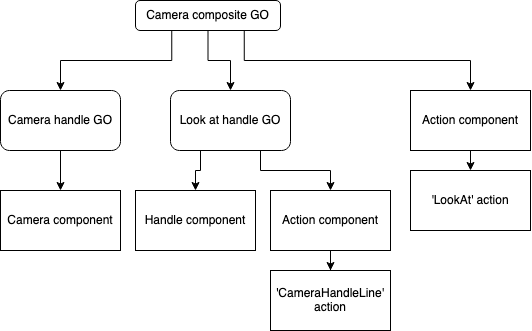 Camera composite GO
Camera handle GO
Look at handle GO
Action component
Camera component
Handle component
Action component
'LookAt' action
'CameraHandleLine'
action